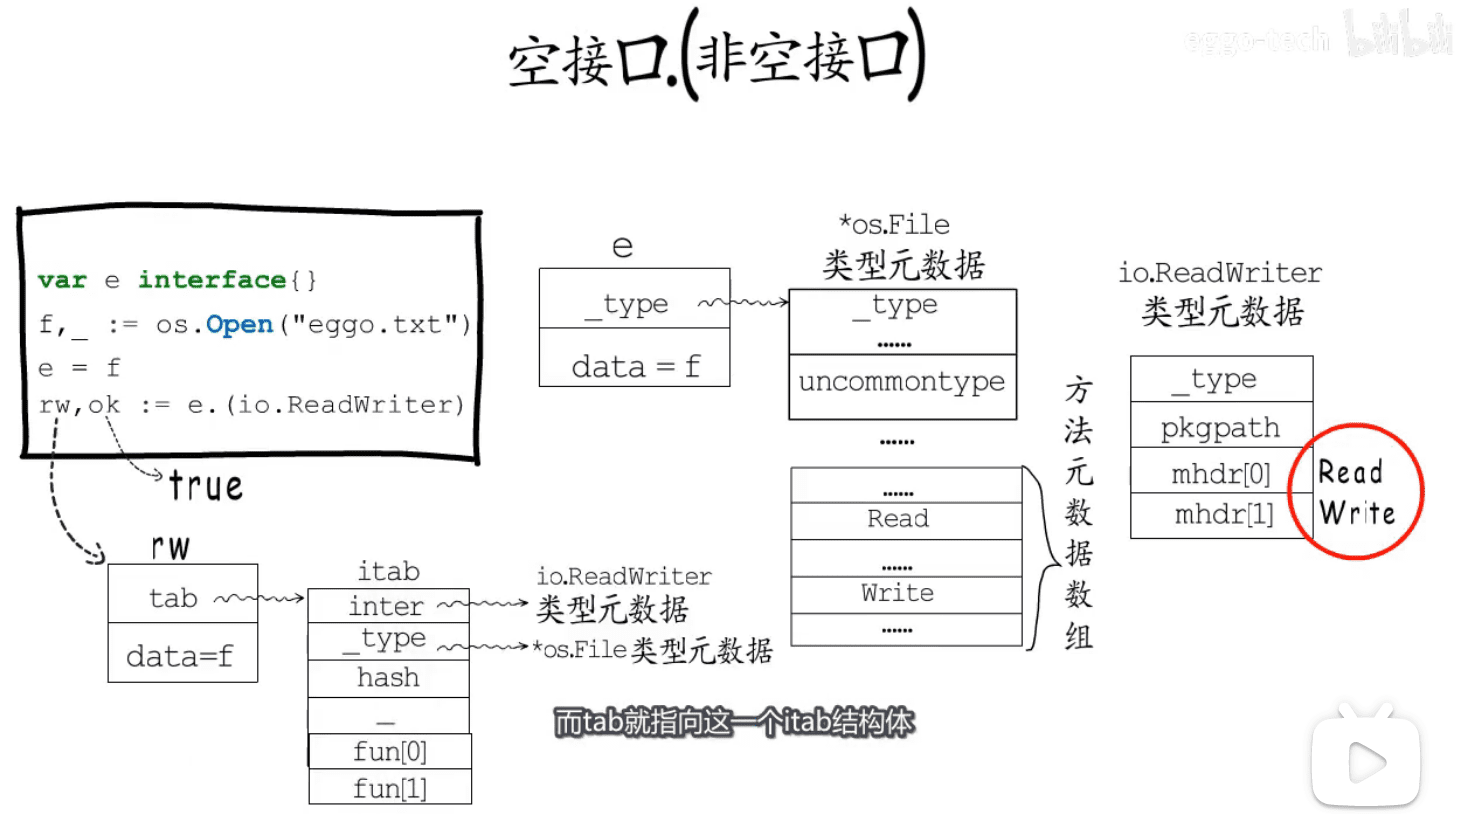 空接口.(非空接口)
eggo-tech bilibili
var e interface{}
f,_ := os.Open("eggo.txt")
e = f
rw,ok := e.(io.ReadWriter)
true
rw
tab
data=f
itab
inter
_type
hash
_
fun[0]
fun[1]
io.ReadWriter
类型元数据
*os.File类型元数据
e
_type
data = f
*os.File
类型元数据
_type
......
uncommontype
......
......
Read
......
Write
......
方法元数据数组
io.ReadWriter
类型元数据
_type
pkgpath
mhdr[0]
mhdr[1]
Read
Write
而tab就指向这一个itab结构体